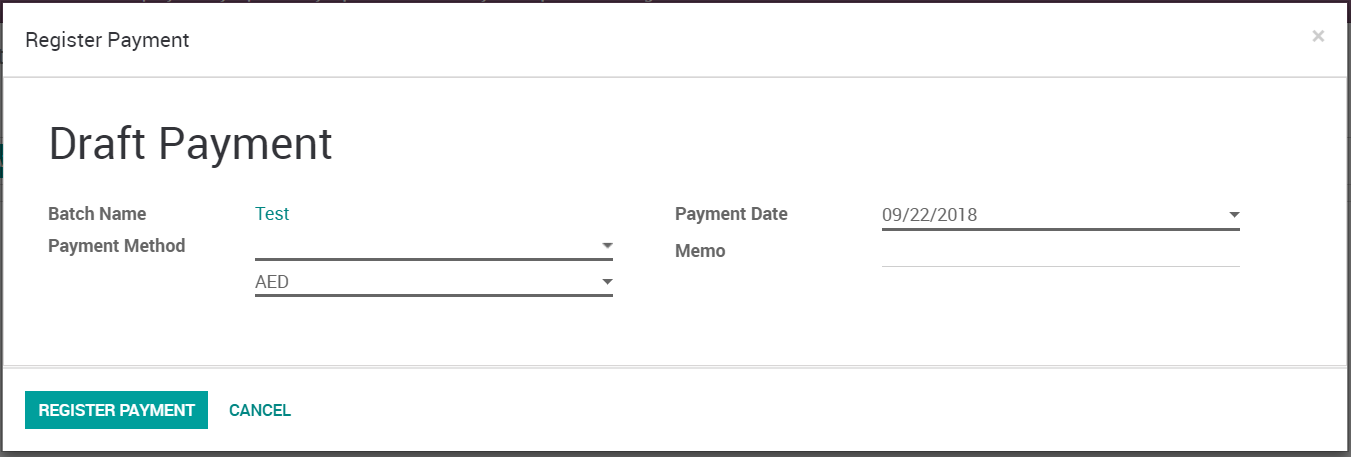 Register Payment
×
Draft Payment
Batch Name Test
Payment Method
AED
Payment Date 09/22/2018
Memo
REGISTER PAYMENT CANCEL